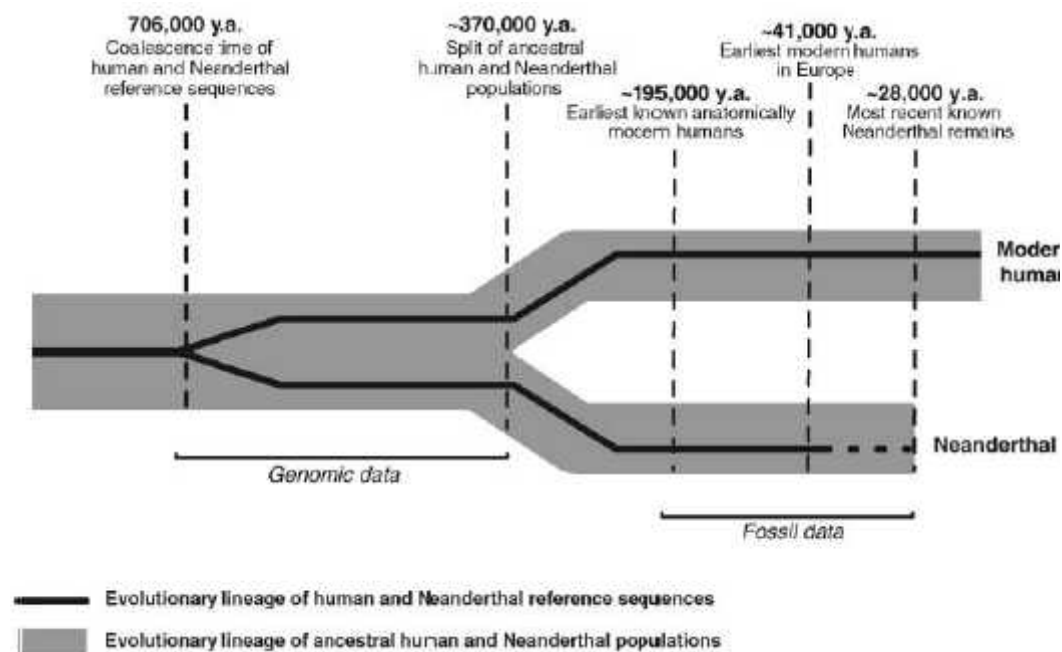 706,000 y.a.
Coalescence time of
human and Neanderthal
reference sequences
~370,000 y.a.
Split of ancestral
human and Neanderthal
populations
~195,000 y.a.
Earliest known anatomically
mocern humans
~41,000 y.a.
Earliest modern humans
in Europe
~28,000 y.a.
Most recent known
Neanderthal remains
Moder
human
Neanderthal
Genomic data
Fossil data
Evolutionary lineage of human and Neanderthal reference sequences
Evolutionary lineage of ancestral human and Neanderthal populations